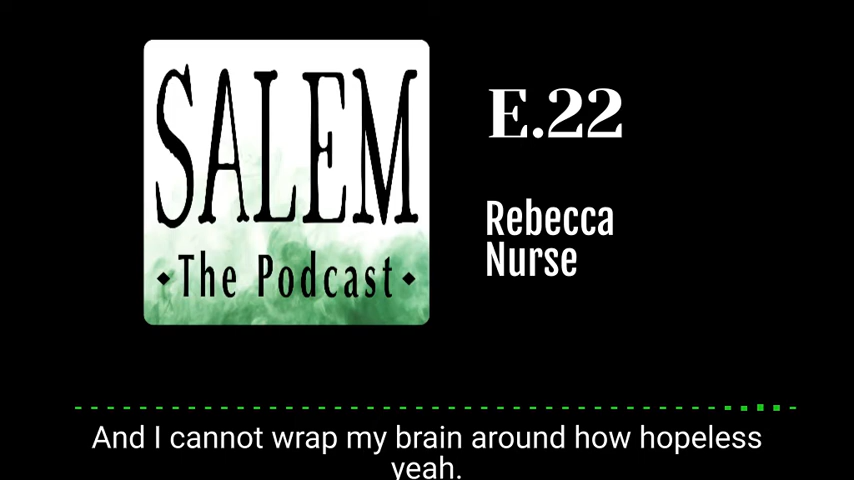 SALEM
The Podcast
E.22
Rebecca
Nurse
And I cannot wrap my brain around how hopeless
yeah.